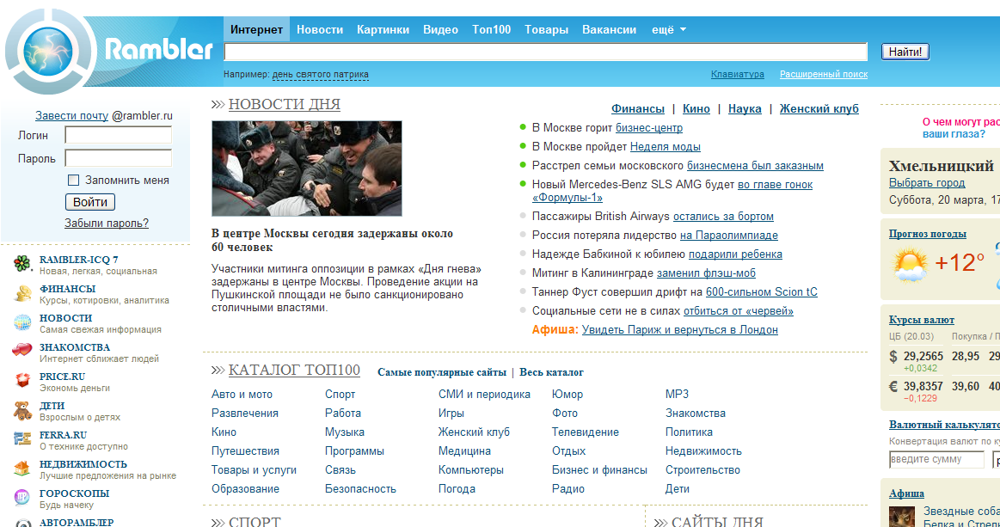 Rambler
Интернет Новости Картинки Видео Топ100 Товары Вакансии ещё
Найти!
Например: день святого патрика
Клавиатура Расширенный поиск
Завести почту @rambler.ru
Логин
Пароль
Запомнить меня
Войти
Забыли пароль?
RAMBLER-ICQ 7
Новая, легкая, социальная
ФИНАНСЫ
Курсы, котировки, аналитика
НОВОСТИ
Самая свежая информация
ЗНАКОМСТВА
Интернет сближает людей
PRICE.RU
Экономь деньги
ДЕТИ
Взрослым о детях
FERRA.RU
О технике доступно
НЕДВИЖИМОСТЬ
Лучшие предложения на рынке
ГОРОСКОПЫ
Будь начеку
АВТОРАМБЛЕР
НОВОСТИ ДНЯ
В центре Москвы сегодня задержаны около
60 человек
Участники митинга оппозиции в рамках «Дня гнева»
задержаны в центре Москвы. Проведение акции на
Пушкинской площади не было санкционировано
столичными властями.
Финансы | Кино | Наука | Женский клуб
В Москве горит бизнес-центр
В Москве пройдет Неделя моды
Расстрел семьи московского бизнесмена был заказным
Новый Mercedes-Benz SLS AMG будет во главе гонок
«Формулы-1»
Пассажиры British Airways остались за бортом
Россия потеряла лидерство на Параолимпиаде
Надежде Бабкиной к юбилею подарили ребенка
Митинг в Калининграде заменил флэш-моб
Таннер Фуст совершил дрифт на 600-сильном Scion tC
Социальные сети не в силах отбиться от «червей»
Афиша: Увидеть Париж и вернуться в Лондон
КАТАЛОГ ТОП100 Самые популярные сайты | Весь каталог
Авто и мото Спорт СМИ и периодика Юмор MP3
Развлечения Работа Игры Фото Знакомства
Кино Музыка Женский клуб Телевидение Политика
Путешествия Программы Медицина Отдых Недвижимость
Товары и услуги Связь Компьютеры Бизнес и финансы Строительство
Образование Безопасность Погода Радио Дети
СПОРТ САЙТЫ ДНЯ
О чем могут рас
ваши глаза?
Хмельницкий
Выбрать город
Суббота, 20 марта, 17
Прогноз погоды
+12°
Курсы валют
ЦБ (20.03) Покупка / П
$ 29,2565 28,95 29
+0,0342
€ 39,8357 39,60 40
−0,1229
Валютный калькулято
Конвертация валют по ку
введите сумму р
Афиша
Звездные соба
Белка и Стрел